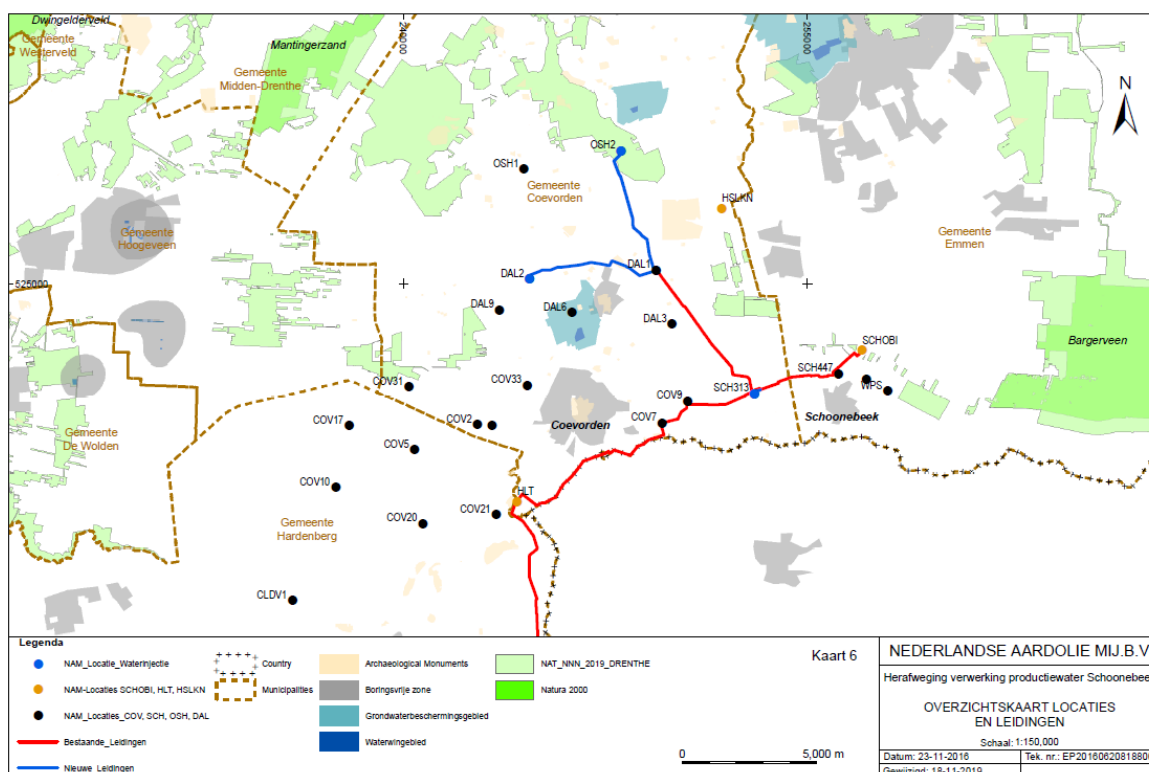 Dwingelderveld
Gemeente
Westerveld
Mantingerzand
Gemeente
Midden-Drenthe
240000
255000
N
OSH2
OSH1
Gemeente
Coevorden
HSLKN
Gemeente
Hoogeveen
Gemeente
Emmen
DAL1
DAL2
525000
DAL9
DAL6
DAL3
Bargerveen
SCHOBI
SCH447
WPS
SCH313
COV31
COV33
COV9
COV17
COV2
Coevorden
COV7
Schoonebeek
Gemeente
De Wolden
COV5
COV10
HLT
COV21
COV20
Gemeente
Hardenberg
CLDV1
Legenda
NAM_Locatie_Waterinjectie
NAM-Locaties SCHOBI, HLT, HSLKN
NAM_Locaties_COV, SCH, OSH, DAL
Bestaande_Leidingen
Nieuwe_Leidingen
Country
Municipalities
Archaeological Monuments
Boringsvrije zone
Grondwaterbeschermingsgebied
Waterwingebied
NAT_NNN_2019_DRENTHE
Natura 2000
Kaart 6
0 5,000 m
NEDERLANDSE AARDOLIE MIJ.B.V
Herafweging verwerking productiewater Schoonebee
OVERZICHTSKAART LOCATIES
EN LEIDINGEN
Schaal: 1:150,000
Datum: 23-11-2016 Tek. nr.: EP2016062081880
Gewijzigd: 18-11-2019